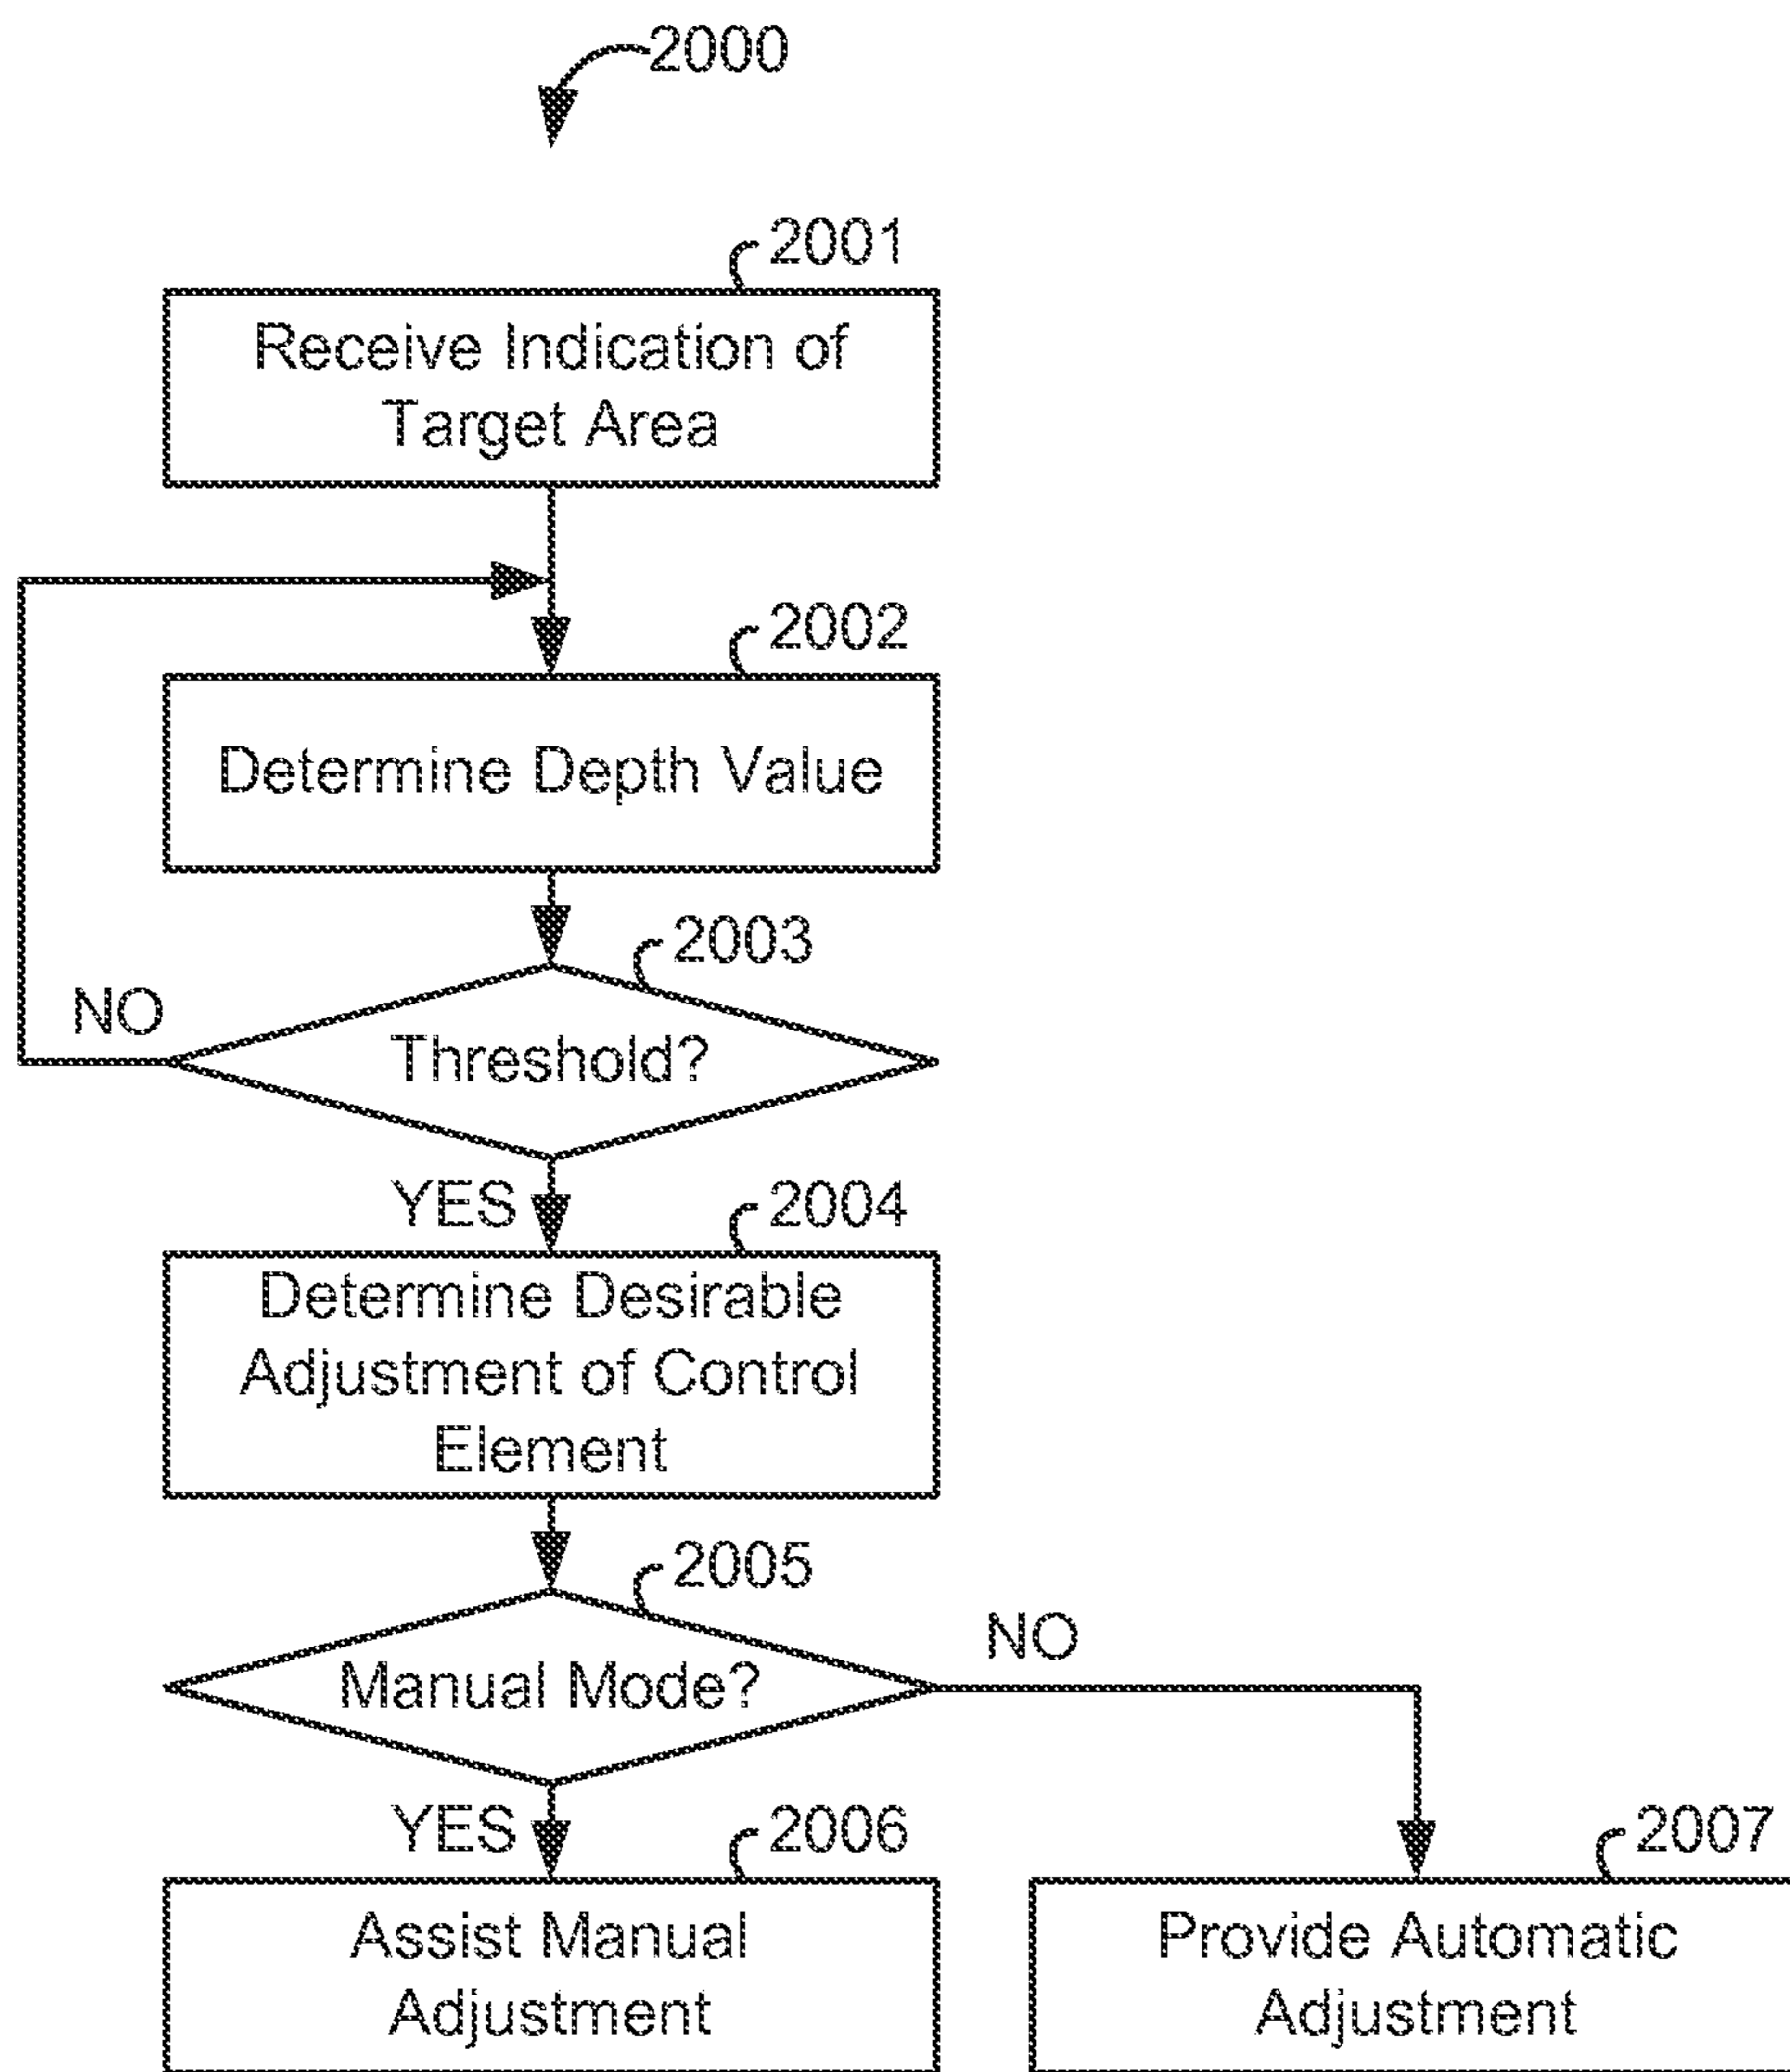 2000
2001
Receive Indication of
Target Area
2002
Determine Depth Value
2003
NO
Threshold?
YES
2004
Determine Desirable
Adjustment of Control
Element
2005
NO
Manual Mode?
YES
2006
2007
Assist Manual
Adjustment
Provide Automatic
Adjustment